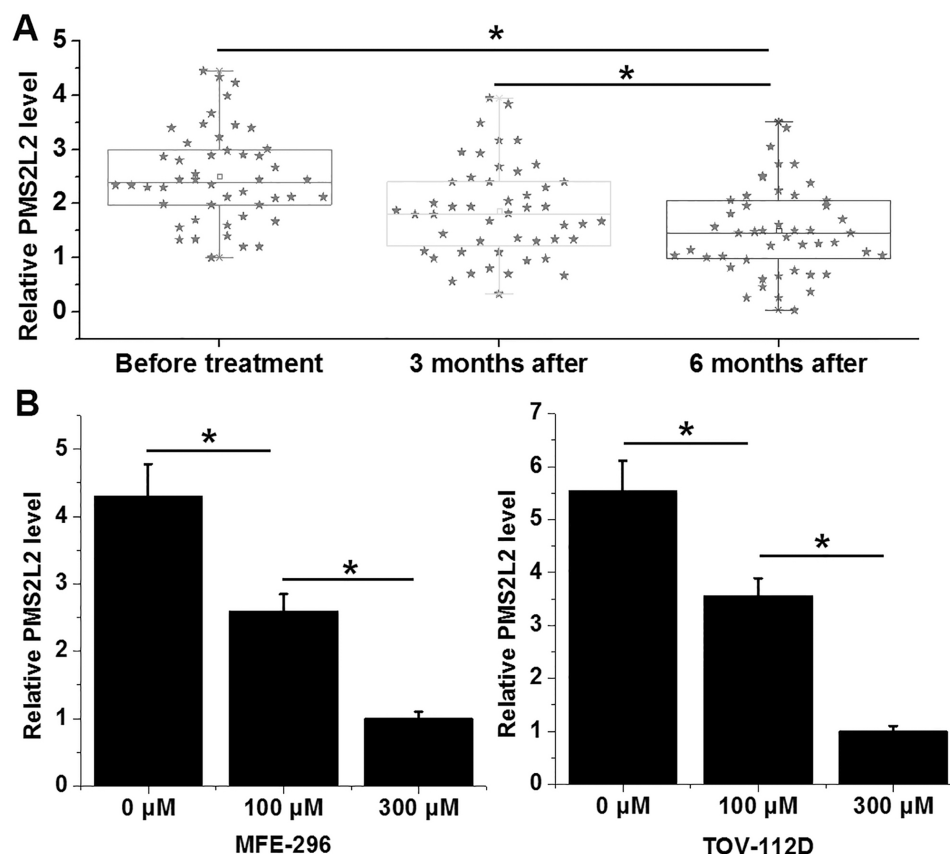 A
*
*
Relative PMS2L2 level
5
4
3
2
1
0
Before treatment 3 months after 6 months after
B
*
*
Relative PMS2L2 level
5
4
3
2
1
0
0 µM 100 µM 300 µM
MFE-296
*
*
Relative PMS2L2 level
7
6
5
4
3
2
1
0
0 µM 100 µM 300 µM
TOV-112D